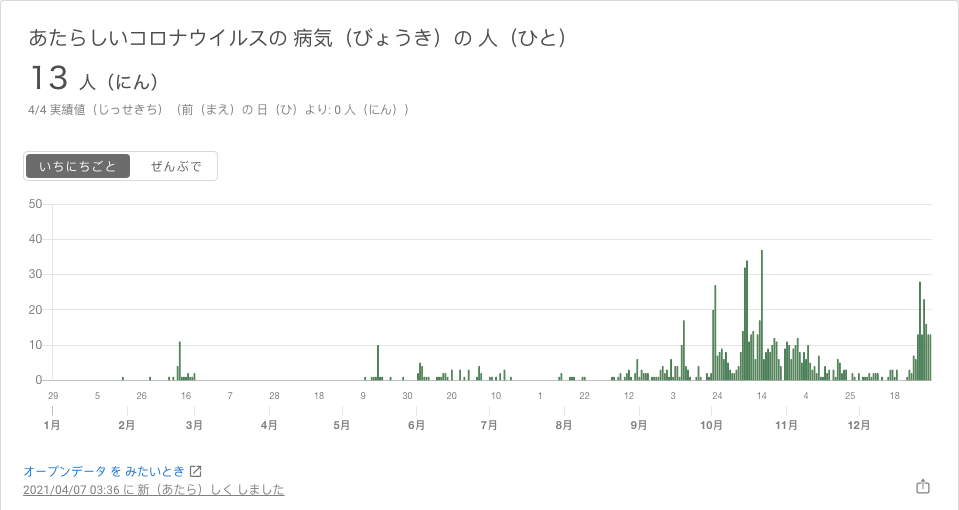 あたらしいコロナウイルスの 病気（びょうき）の 人（ひと）
13 人（にん）
4/4 実績値（じっせきち）（前（まえ）の 日（ひ）より: 0 人（にん））
いちにちごと ぜんぶで
50
40
30
20
10
0
29 5 26 16 7 28 18 9 30 20 10 1 22 12 3 24 14 4 25 18
1月 2月 3月 4月 5月 6月 7月 8月 9月 10月 11月 12月
オープンデータ を みたいとき
2021/04/07 03:36 に 新（あたら）しく しました